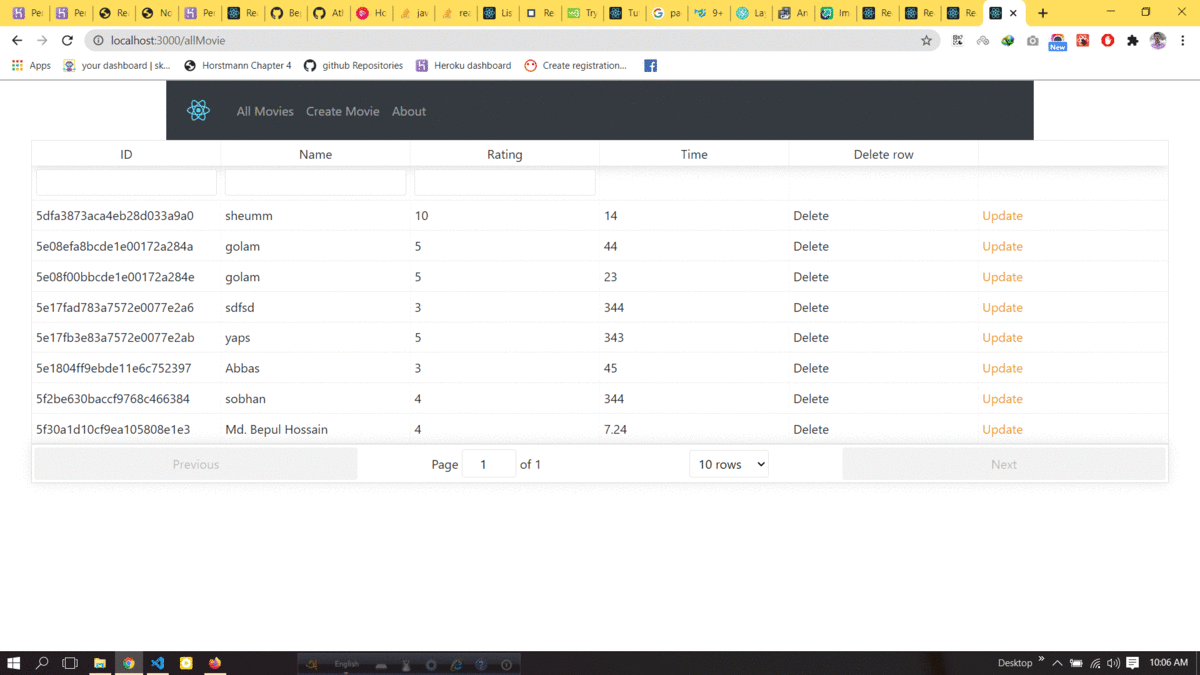 Pe Pe Re No Pe Re Be Atl Hc jav rea Lis Re Try Tu pa 9+ La An Im Re Re Re
localhost:3000/allMovie
New
Apps your dashboard | sk... Horstmann Chapter 4 github Repositories Heroku dashboard Create registration...
All Movies Create Movie About
ID Name Rating Time Delete row
5dfa3873aca4eb28d033a9a0 sheumm 10 14 Delete Update
5e08efa8bcde1e00172a284a golam 5 44 Delete Update
5e08f00bbcde1e00172a284e golam 5 23 Delete Update
5e17fad783a7572e0077e2a6 sdfsd 3 344 Delete Update
5e17fb3e83a7572e0077e2ab yaps 5 343 Delete Update
5e1804ff9ebde11e6c752397 Abbas 3 45 Delete Update
5f2be630baccf9768c466384 sobhan 4 344 Delete Update
5f30a1d10cf9ea105808e1e3 Md. Bepul Hossain 4 7.24 Delete Update
Previous Page 1 of 1 10 rows Next
English Desktop 10:06 AM